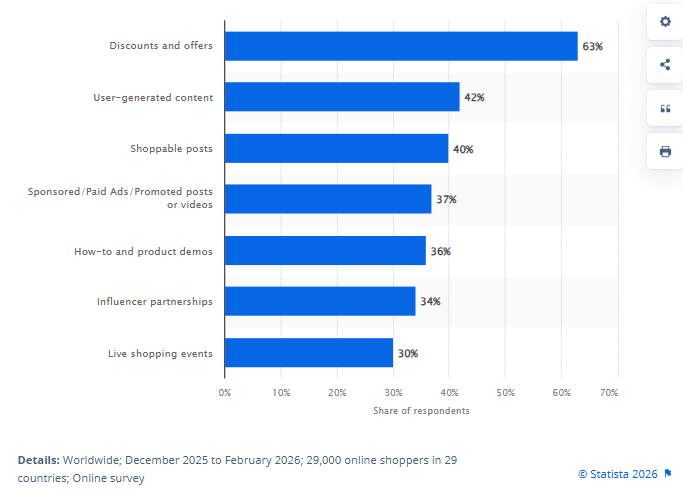 Discounts and offers
63%
User-generated content
42%
Shoppable posts
40%
Sponsored/Paid Ads/Promoted posts
or videos
37%
How-to and product demos
36%
Influencer partnerships
34%
Live shopping events
30%
0% 10% 20% 30% 40% 50% 60% 70%
Share of respondents
Details: Worldwide; December 2025 to February 2026; 29,000 online shoppers in 29
countries; Online survey
© Statista 2026